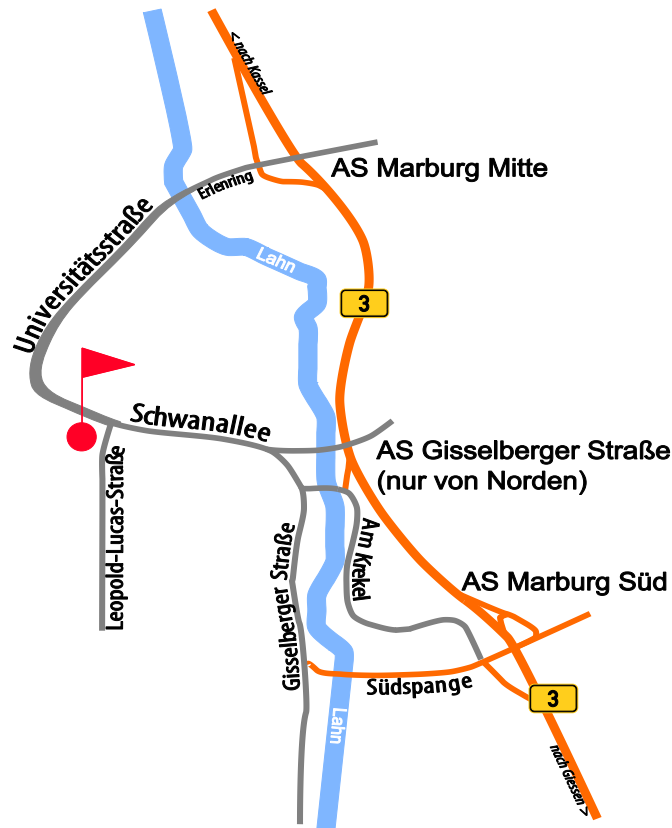 < nach Kassel
AS Marburg Mitte
Erlenring
Universitätsstraße
Lahn
3
Schwanallee
AS Gisselberger Straße
(nur von Norden)
Leopold-Lucas-Straße
Gisselberger Straße
Am Krekel
AS Marburg Süd
Südspange
3
Lahn
nach Giessen >